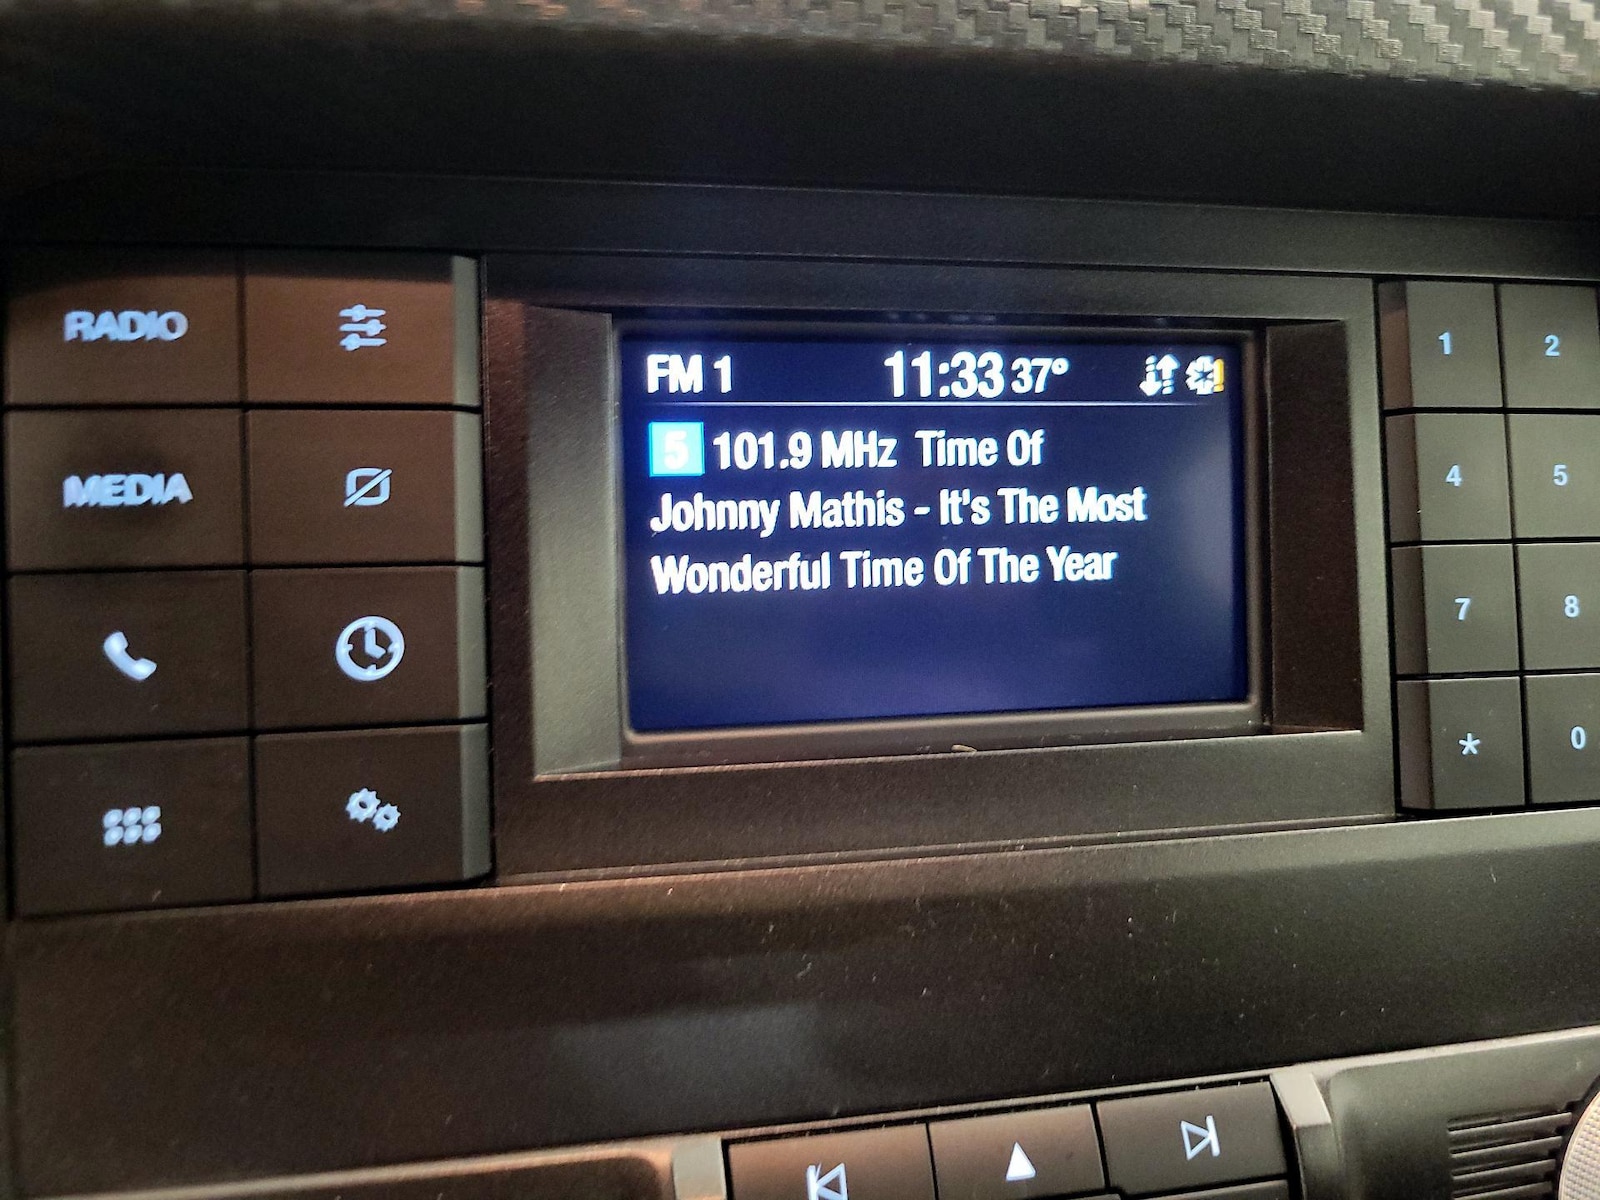 RADIO
MEDIA
FM 1 11:33 37°
5 101.9 MHz Time Of
Johnny Mathis - It's The Most
Wonderful Time Of The Year
1 2
4 5
7 8
* 0